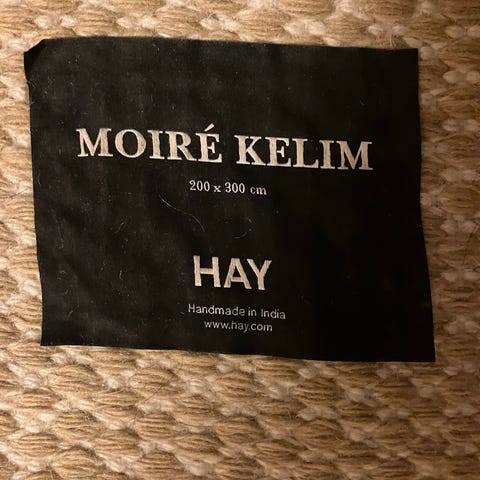 MOIRÉ KELIM
200 x 300 cm
HAY
Handmade in India
www.hay.com